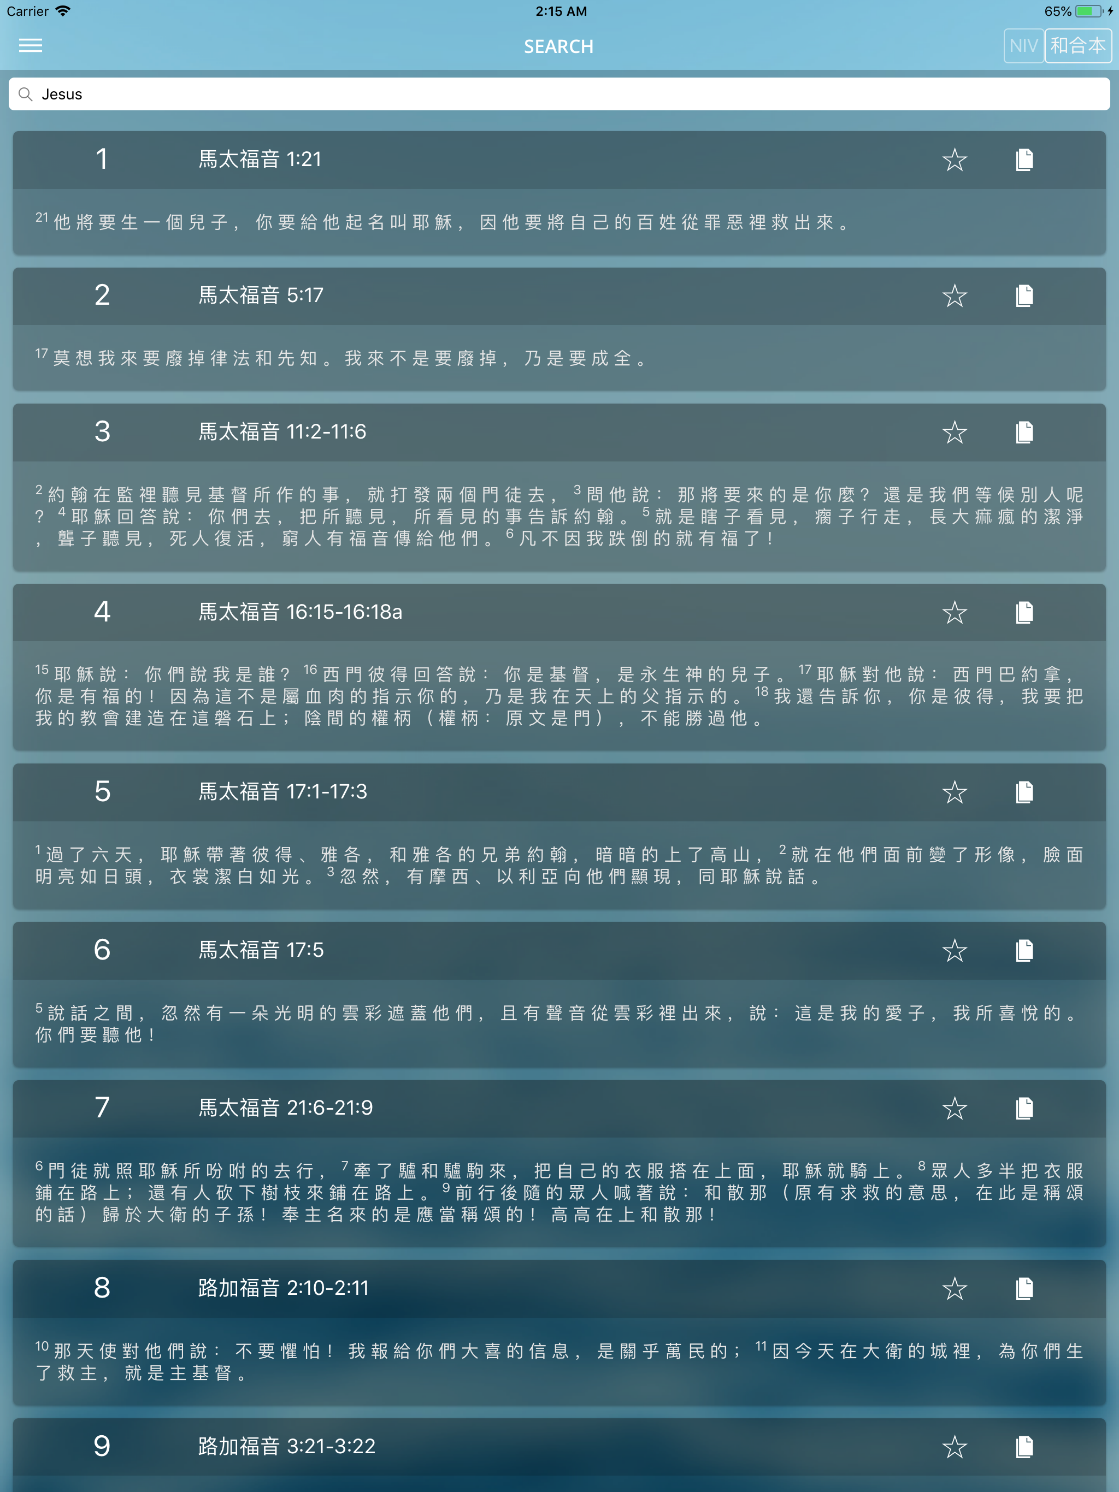 Carrier 2:15 AM 65%
SEARCH NIV 和合本
Jesus
1 馬太福音 1:21
21 他將要生一個兒子，你要給他起名叫耶穌，因他要將自己的百姓從罪惡裡救出來。
2 馬太福音 5:17
17 莫想我來要廢掉律法和先知。我來不是要廢掉，乃是要成全。
3 馬太福音 11:2-11:6
2 約翰在監裡聽見基督所作的事，就打發兩個門徒去，3 問他說：那將要來的是你麼？還是我們等候別人呢
？4 耶穌回答說：你們去，把所聽見，所看見的事告訴約翰。5 就是瞎子看見，瘸子行走，長大痲瘋的潔淨
，聾子聽見，死人復活，窮人有福音傳給他們。6 凡不因我跌倒的就有福了！
4 馬太福音 16:15-16:18a
15 耶穌說：你們說我是誰？16 西門彼得回答說：你是基督，是永生神的兒子。17 耶穌對他說：西門巴約拿，
你是有福的！因為這不是屬血肉的指示你的，乃是我在天上的父指示的。18 我還告訴你，你是彼得，我要把
我的教會建造在這磐石上；陰間的權柄（權柄：原文是門），不能勝過他。
5 馬太福音 17:1-17:3
1 過了六天，耶穌帶著彼得、雅各，和雅各的兄弟約翰，暗暗的上了高山，2 就在他們面前變了形像，臉面
明亮如日頭，衣裳潔白如光。3 忽然，有摩西、以利亞向他們顯現，同耶穌說話。
6 馬太福音 17:5
5 說話之間，忽然有一朵光明的雲彩遮蓋他們，且有聲音從雲彩裡出來，說：這是我的愛子，我所喜悅的。
你們要聽他！
7 馬太福音 21:6-21:9
6 門徒就照耶穌所吩咐的去行，7 牽了驢和驢駒來，把自己的衣服搭在上面，耶穌就騎上。8 眾人多半把衣服
鋪在路上；還有人砍下樹枝來鋪在路上。9 前行後隨的眾人喊著說：和散那（原有求救的意思，在此是稱頌
的話）歸於大衛的子孫！奉主名來的是應當稱頌的！高高在上和散那！
8 路加福音 2:10-2:11
10 那天使對他們說：不要懼怕！我報給你們大喜的信息，是關乎萬民的；11 因今天在大衛的城裡，為你們生
了救主，就是主基督。
9 路加福音 3:21-3:22